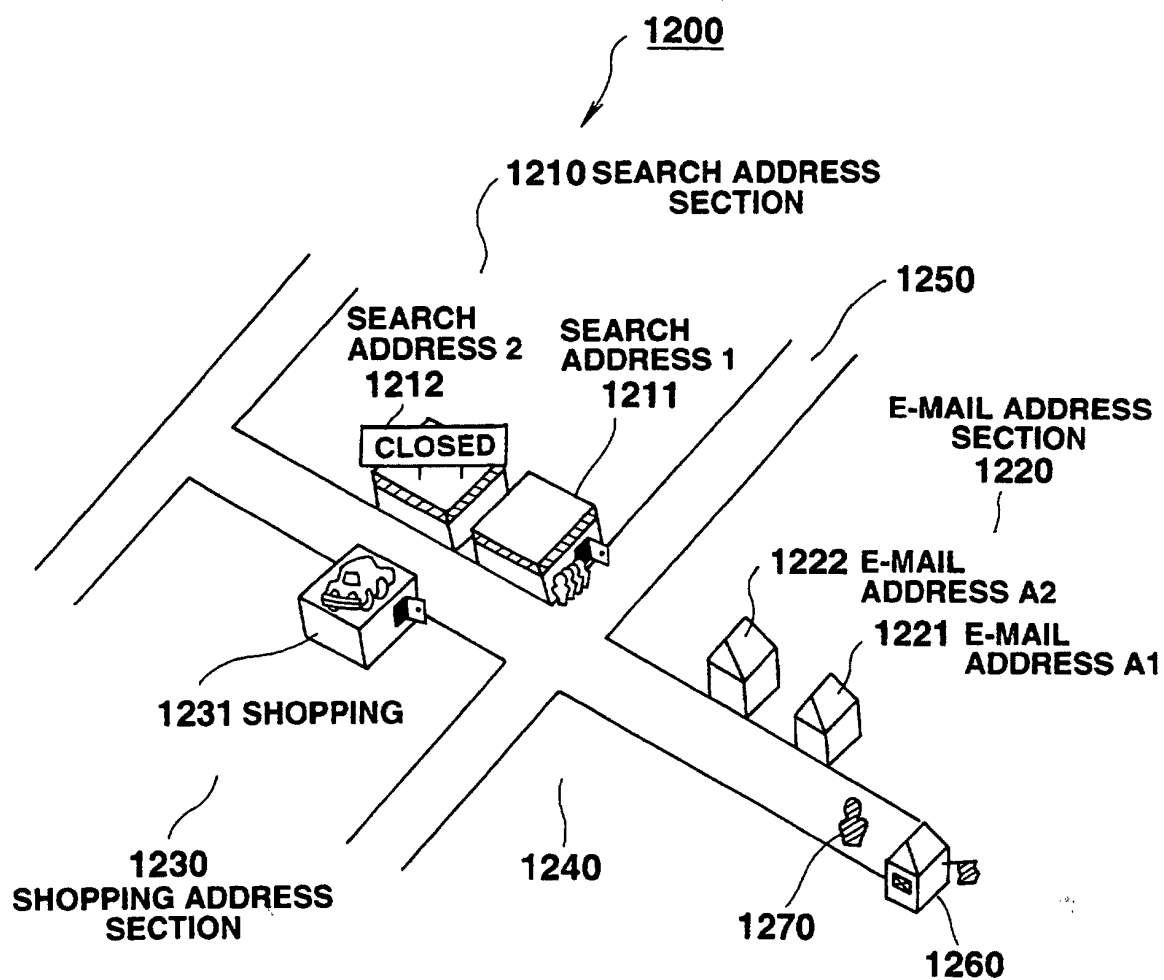 1200
1210 SEARCH ADDRESS
SECTION
1250
SEARCH
ADDRESS 2
1212
SEARCH
ADDRESS 1
1211
CLOSED
E-MAIL ADDRESS
SECTION
1220
1222 E-MAIL
ADDRESS A2
1221 E-MAIL
ADDRESS A1
1231 SHOPPING
1230
SHOPPING ADDRESS
SECTION
1240
1270
1260